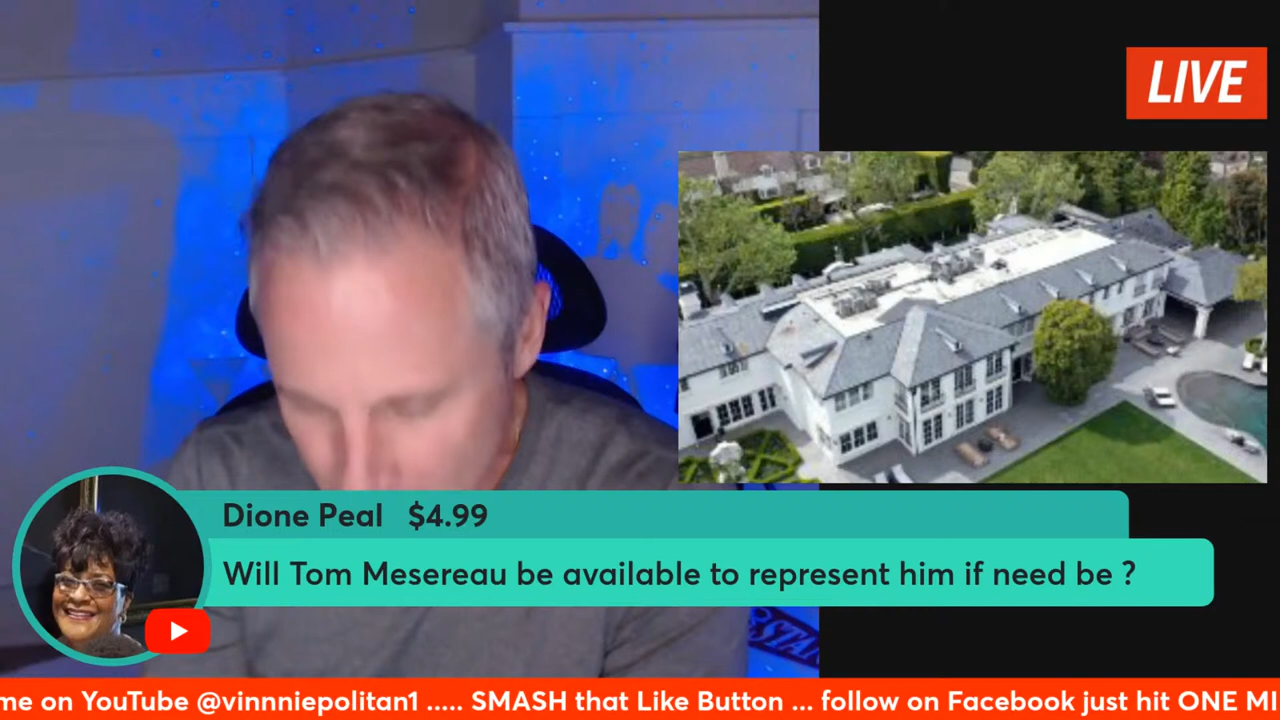 LIVE
Dione Peal $4.99
Will Tom Mesereau be available to represent him if need be ?
me on YouTube @vinnniepolitan1 ..... SMASH that Like Button ... follow on Facebook just hit ONE MI